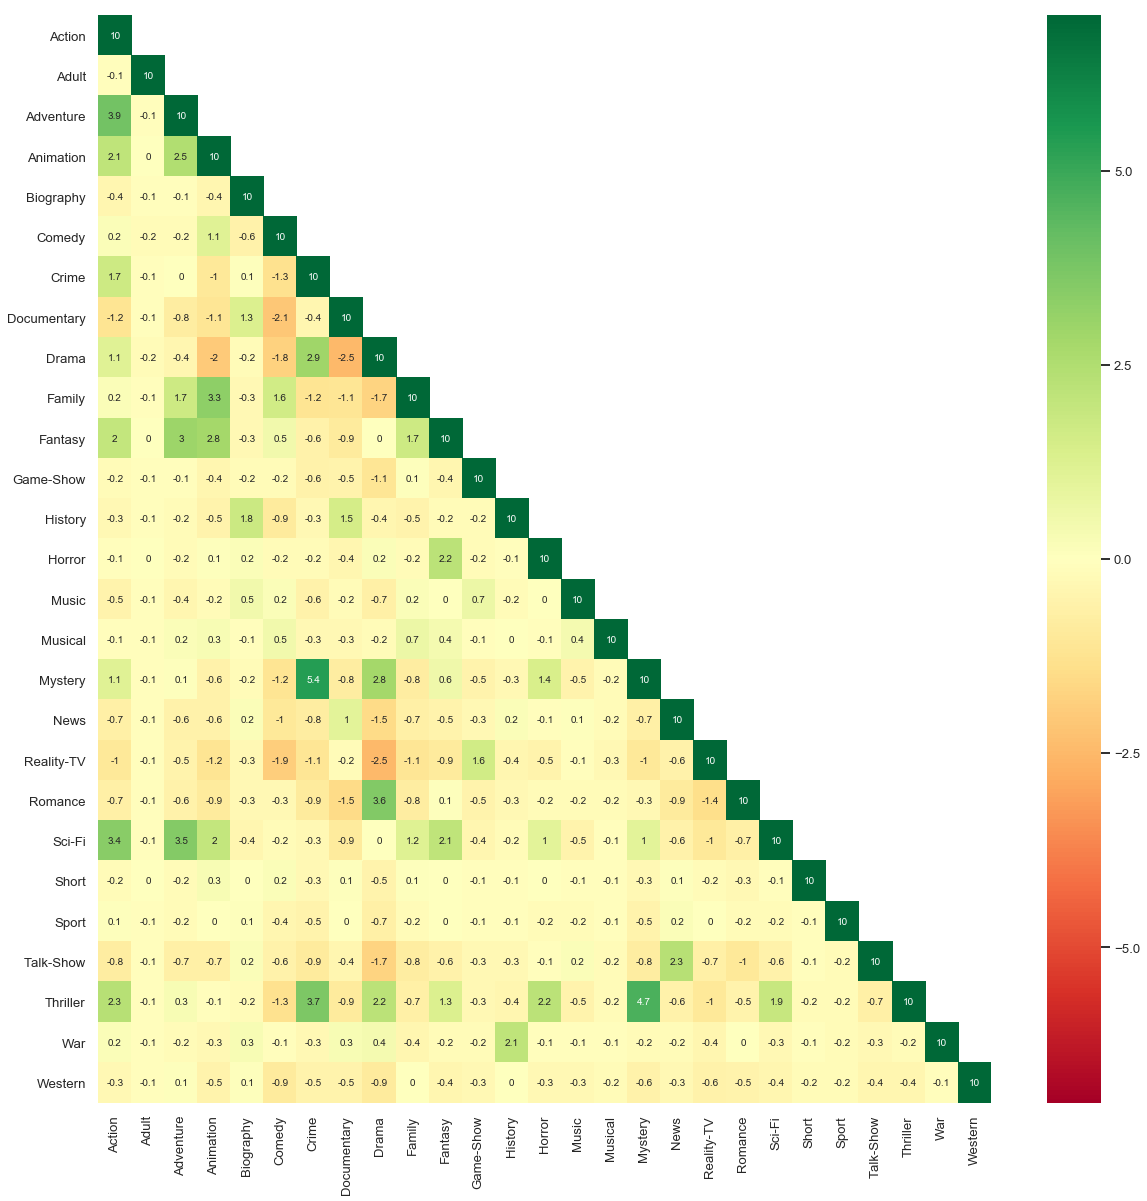 Action 10
Adult -0.1 10
Adventure 3.9 -0.1 10
Animation 2.1 0 2.5 10
Biography -0.4 -0.1 -0.1 -0.4 10
Comedy 0.2 -0.2 -0.2 1.1 -0.6 10
Crime 1.7 -0.1 0 -1 0.1 -1.3 10
Documentary -1.2 -0.1 -0.8 -1.1 1.3 -2.1 -0.4 10
Drama 1.1 -0.2 -0.4 -2 -0.2 -1.8 2.9 -2.5 10
Family 0.2 -0.1 1.7 3.3 -0.3 1.6 -1.2 -1.1 -1.7 10
Fantasy 2 0 3 2.8 -0.3 0.5 -0.6 -0.9 0 1.7 10
Game-Show -0.2 -0.1 -0.1 -0.4 -0.2 -0.2 -0.6 -0.5 -1.1 0.1 -0.4 10
History -0.3 -0.1 -0.2 -0.5 1.8 -0.9 -0.3 1.5 -0.4 -0.5 -0.2 -0.2 10
Horror -0.1 0 -0.2 0.1 0.2 -0.2 -0.2 -0.4 0.2 -0.2 2.2 -0.2 -0.1 10
Music -0.5 -0.1 -0.4 -0.2 0.5 0.2 -0.6 -0.2 -0.7 0.2 0 0.7 -0.2 0 10
Musical -0.1 -0.1 0.2 0.3 -0.1 0.5 -0.3 -0.3 -0.2 0.7 0.4 -0.1 0 -0.1 0.4 10
Mystery 1.1 -0.1 0.1 -0.6 -0.2 -1.2 5.4 -0.8 2.8 -0.8 0.6 -0.5 -0.3 1.4 -0.5 -0.2 10
News -0.7 -0.1 -0.6 -0.6 0.2 -1 -0.8 1 -1.5 -0.7 -0.5 -0.3 0.2 -0.1 0.1 -0.2 -0.7 10
Reality-TV -1 -0.1 -0.5 -1.2 -0.3 -1.9 -1.1 -0.2 -2.5 -1.1 -0.9 1.6 -0.4 -0.5 -0.1 -0.3 -1 -0.6 10
Romance -0.7 -0.1 -0.6 -0.9 -0.3 -0.3 -0.9 -1.5 3.6 -0.8 0.1 -0.5 -0.3 -0.2 -0.2 -0.2 -0.3 -0.9 -1.4 10
Sci-Fi 3.4 -0.1 3.5 2 -0.4 -0.2 -0.3 -0.9 0 1.2 2.1 -0.4 -0.2 1 -0.5 -0.1 1 -0.6 -1 -0.7 10
Short -0.2 0 -0.2 0.3 0 0.2 -0.3 0.1 -0.5 0.1 0 -0.1 -0.1 0 -0.1 -0.1 -0.3 0.1 -0.2 -0.3 -0.1 10
Sport 0.1 -0.1 -0.2 0 0.1 -0.4 -0.5 0 -0.7 -0.2 0 -0.1 -0.1 -0.2 -0.2 -0.1 -0.5 0.2 0 -0.2 -0.2 -0.1 10
Talk-Show -0.8 -0.1 -0.7 -0.7 0.2 -0.6 -0.9 -0.4 -1.7 -0.8 -0.6 -0.3 -0.3 -0.1 0.2 -0.2 -0.8 2.3 -0.7 -1 -0.6 -0.1 -0.2 10
Thriller 2.3 -0.1 0.3 -0.1 -0.2 -1.3 3.7 -0.9 2.2 -0.7 1.3 -0.3 -0.4 2.2 -0.5 -0.2 4.7 -0.6 -1 -0.5 1.9 -0.2 -0.2 -0.7 10
War 0.2 -0.1 -0.2 -0.3 0.3 -0.1 -0.3 0.3 0.4 -0.4 -0.2 -0.2 2.1 -0.1 -0.1 -0.1 -0.2 -0.2 -0.4 0 -0.3 -0.1 -0.2 -0.3 -0.2 10
Western -0.3 -0.1 0.1 -0.5 0.1 -0.9 -0.5 -0.5 -0.9 0 -0.4 -0.3 0 -0.3 -0.3 -0.2 -0.6 -0.3 -0.6 -0.5 -0.4 -0.2 -0.2 -0.4 -0.4 -0.1 10
Action Adult Adventure Animation Biography Comedy Crime Documentary Drama Family Fantasy Game-Show History Horror Music Musical Mystery News Reality-TV Romance Sci-Fi Short Sport Talk-Show Thriller War Western
5.0
2.5
0.0
−2.5
−5.0